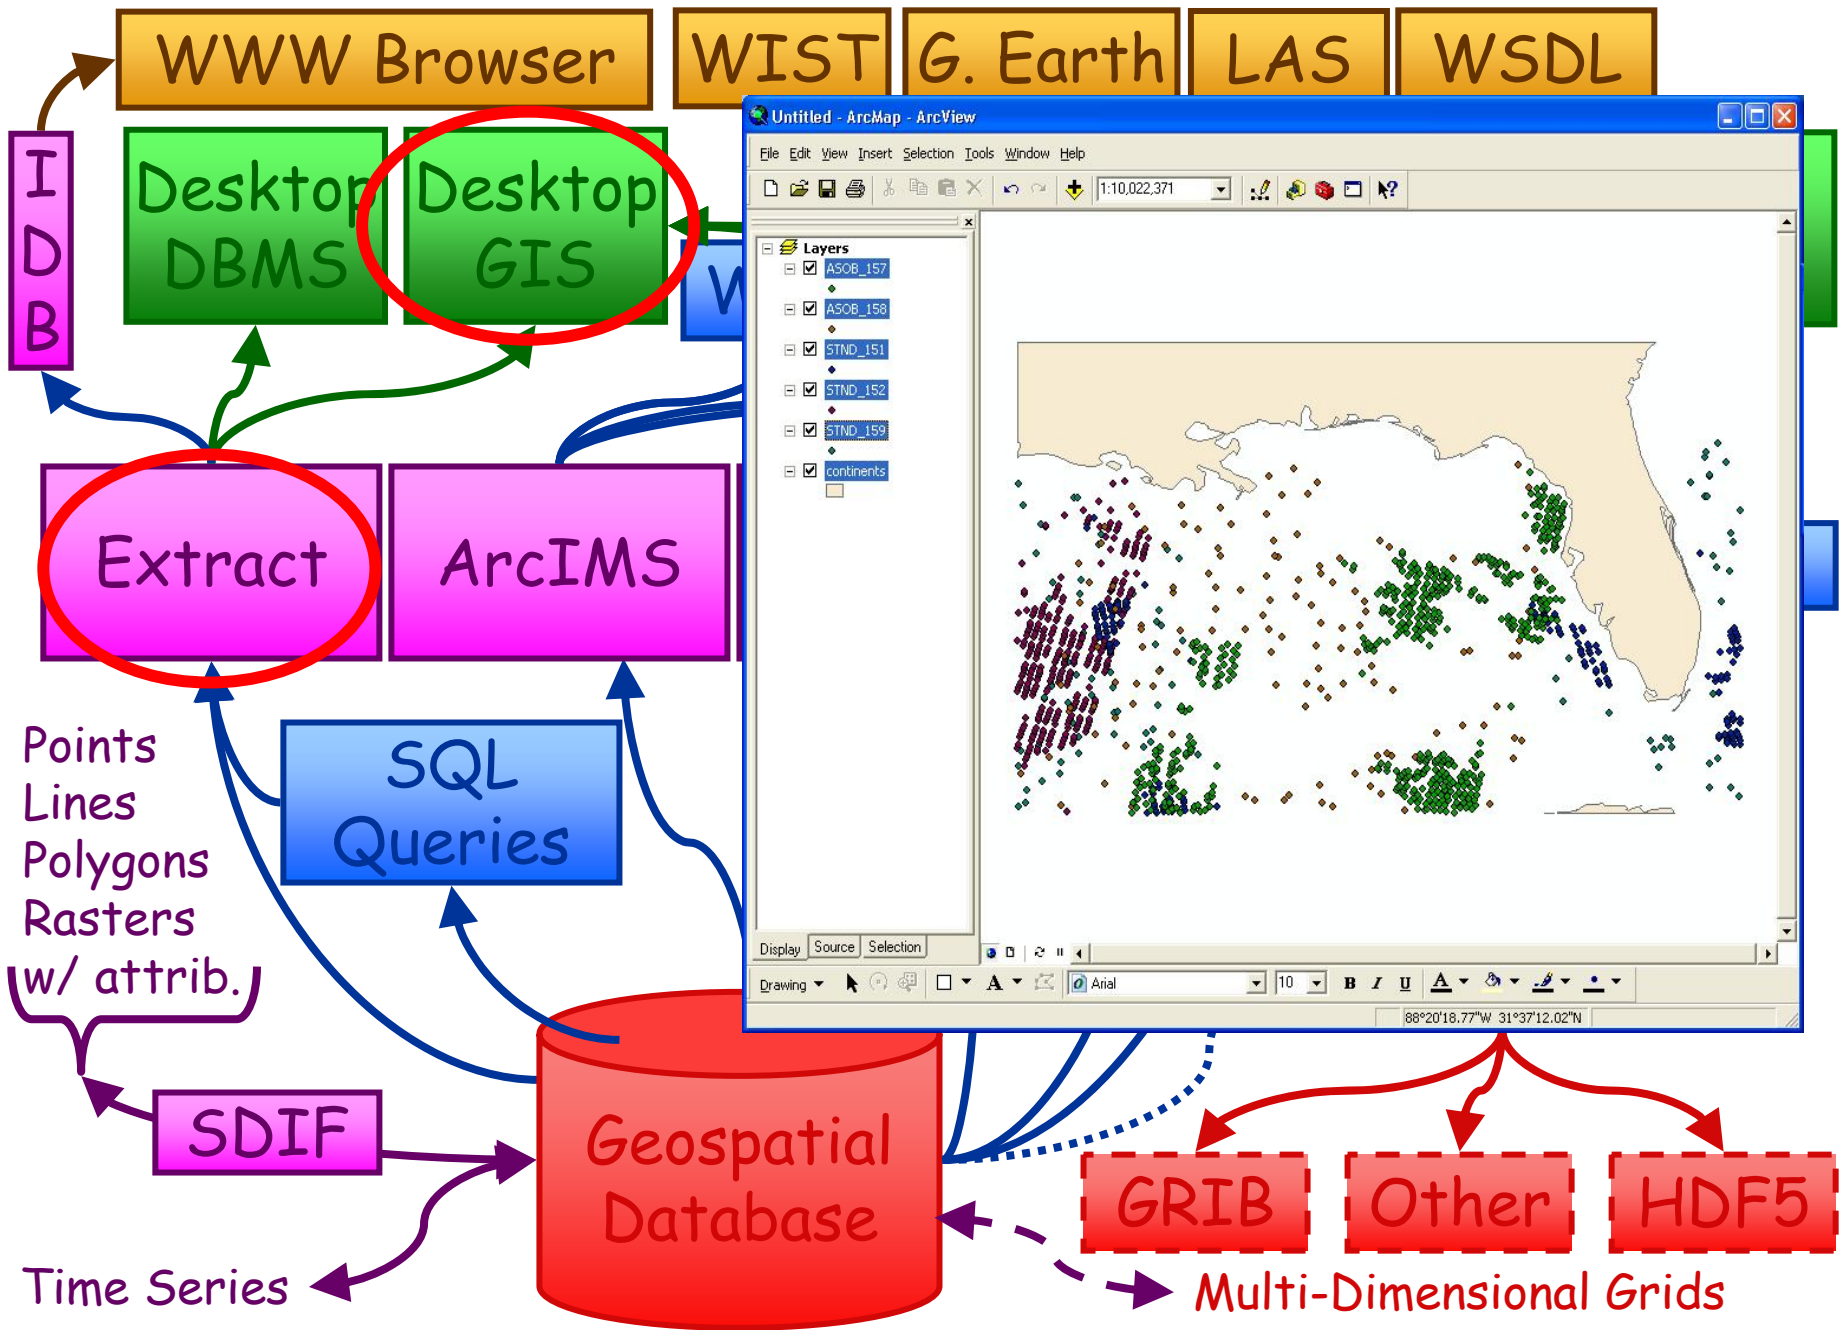 WWW Browser
WIST
G. Earth
LAS
WSDL
I
D
B
Desktop
DBMS
Desktop
GIS
Untitled - ArcMap - ArcView
File Edit View Insert Selection Tools Window Help
1:10,022,371
Layers
ASOB_157
ASOB_158
STND_151
STND_152
STND_159
continents
Display Source Selection
Drawing
A
Arial
10
B I U
A
88°20'18.77"W 31°37'12.02"N
Extract
ArcIMS
SQL
Queries
Points
Lines
Polygons
Rasters
w/ attrib.
SDIF
Time Series
Geospatial
Database
GRIB
Other
HDF5
Multi-Dimensional Grids